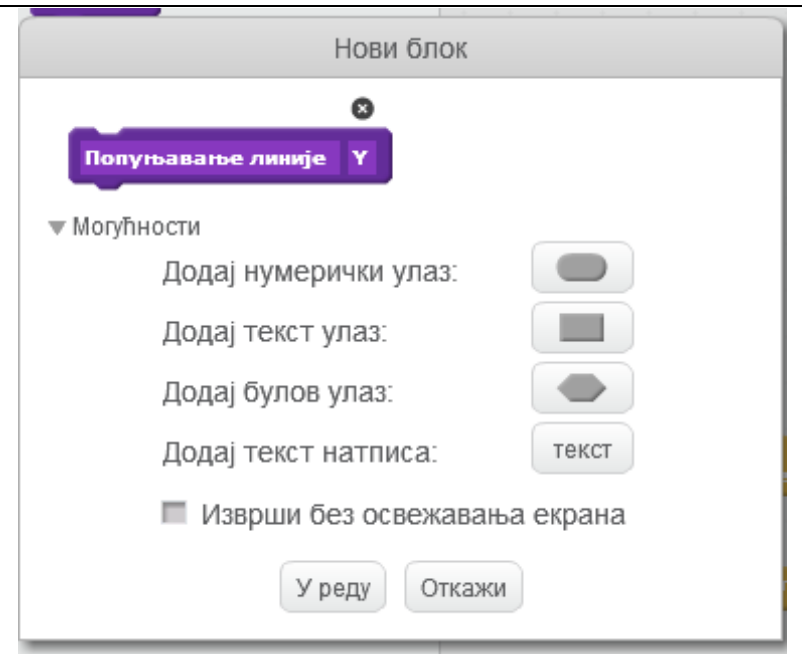 Нови блок
Попуњавање линије Y
Могућности
Додај нумерички улаз:
Додај текст улаз:
Додај булов улаз:
Додај текст натписа: текст
Изврши без освежавања екрана
У реду Откажи